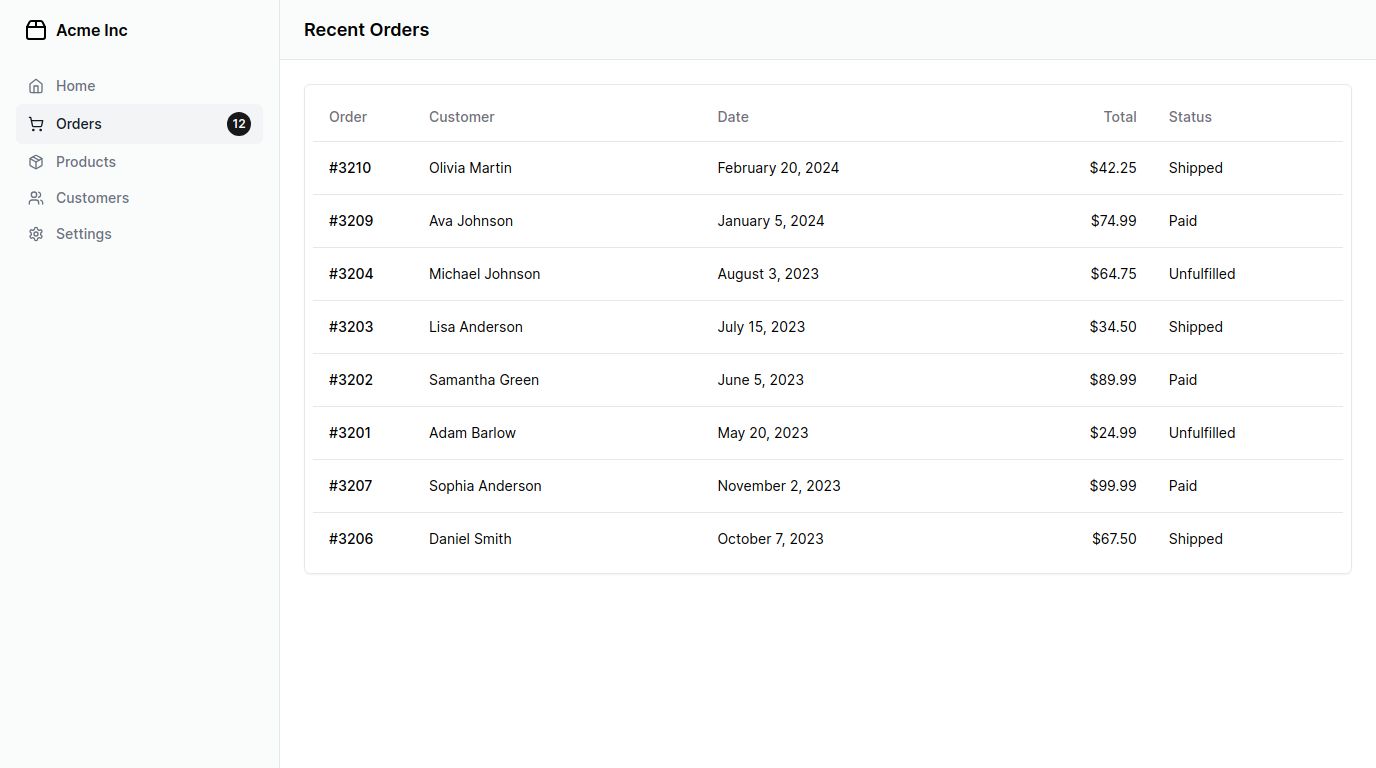 Acme Inc
Home
Orders 12
Products
Customers
Settings
Recent Orders
Order Customer Date Total Status
#3210 Olivia Martin February 20, 2024 $42.25 Shipped
#3209 Ava Johnson January 5, 2024 $74.99 Paid
#3204 Michael Johnson August 3, 2023 $64.75 Unfulfilled
#3203 Lisa Anderson July 15, 2023 $34.50 Shipped
#3202 Samantha Green June 5, 2023 $89.99 Paid
#3201 Adam Barlow May 20, 2023 $24.99 Unfulfilled
#3207 Sophia Anderson November 2, 2023 $99.99 Paid
#3206 Daniel Smith October 7, 2023 $67.50 Shipped